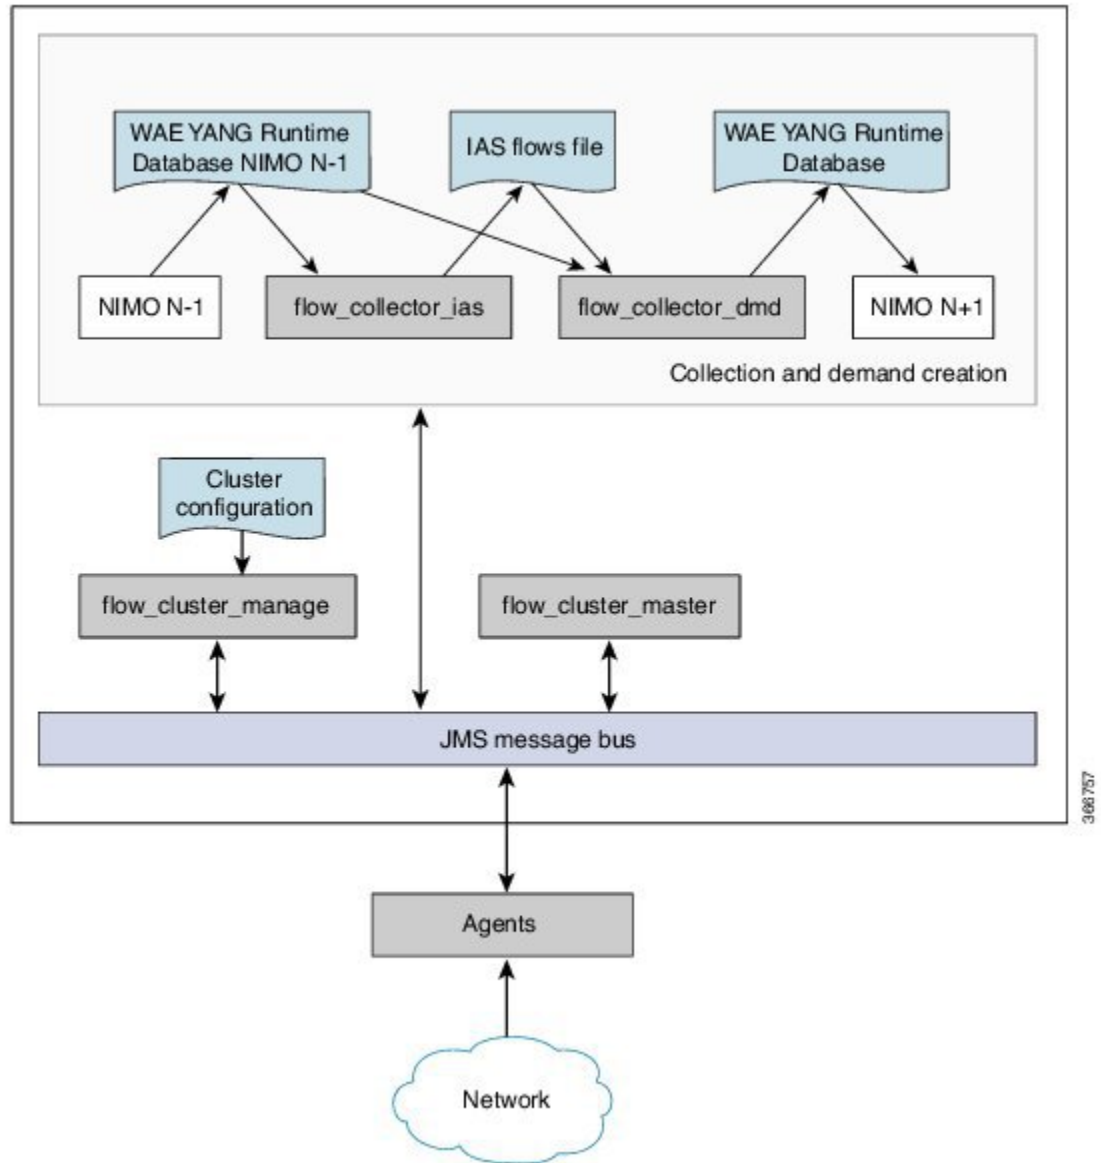 WAE YANG Runtime
Database NIMO N-1
IAS flows file
WAE YANG Runtime
Database
NIMO N-1
flow_collector_ias
flow_collector_dmd
NIMO N+1
Collection and demand creation
Cluster
configuration
flow_cluster_manage
flow_cluster_master
JMS message bus
366757
Agents
Network